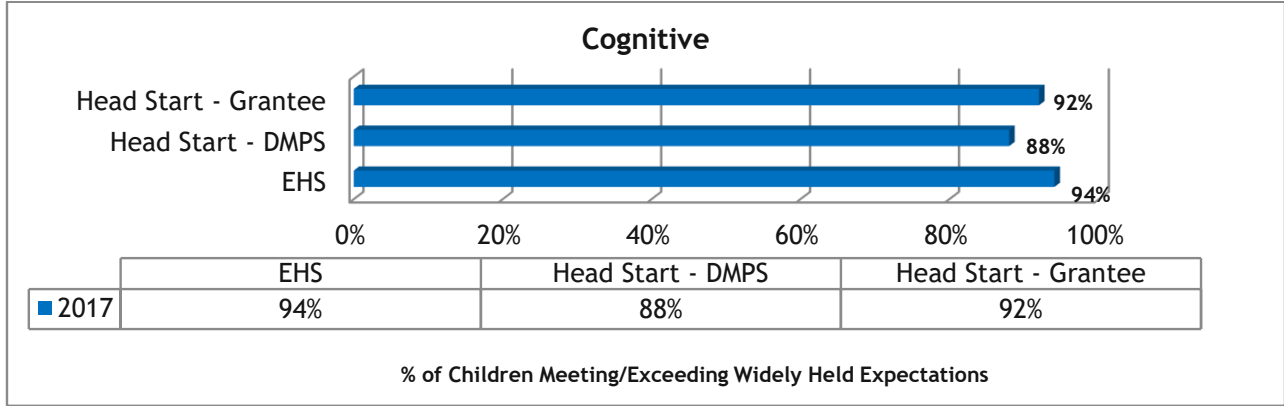 Cognitive
Head Start - Grantee
92%
Head Start - DMPS
88%
EHS
94%
0% 20% 40% 60% 80% 100%
EHS Head Start - DMPS Head Start - Grantee
2017 94% 88% 92%
% of Children Meeting/Exceeding Widely Held Expectations